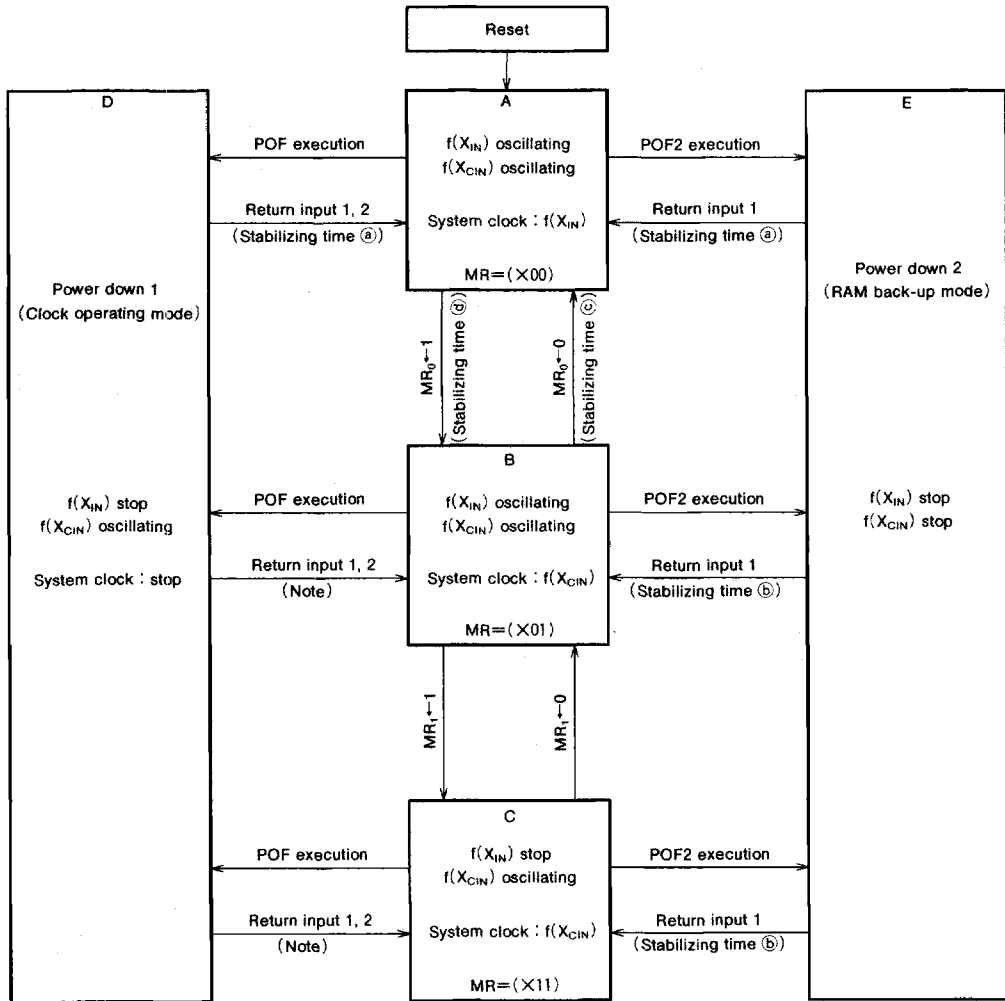 Reset
D
POF execution
Return input 1, 2
(Stabilizing time ⓐ)
A
f(XIN) oscillating
f(XCIN) oscillating
System clock : f(XIN)
MR=(×00)
POF2 execution
Return input 1
(Stabilizing time ⓐ)
E
Power down 1
(Clock operating mode)
Power down 2
(RAM back-up mode)
MR0←1
(Stabilizing time ⓓ)
MR0←0
(Stabilizing time ⓒ)
f(XIN) stop
f(XCIN) oscillating
System clock : stop
POF execution
Return input 1, 2
(Note)
B
f(XIN) oscillating
f(XCIN) oscillating
System clock : f(XCIN)
MR=(×01)
POF2 execution
Return input 1
(Stabilizing time ⓑ)
f(XIN) stop
f(XCIN) stop
MR1←1
MR1←0
POF execution
Return input 1, 2
(Note)
C
f(XIN) stop
f(XCIN) oscillating
System clock : f(XCIN)
MR=(×11)
POF2 execution
Return input 1
(Stabilizing time ⓑ)